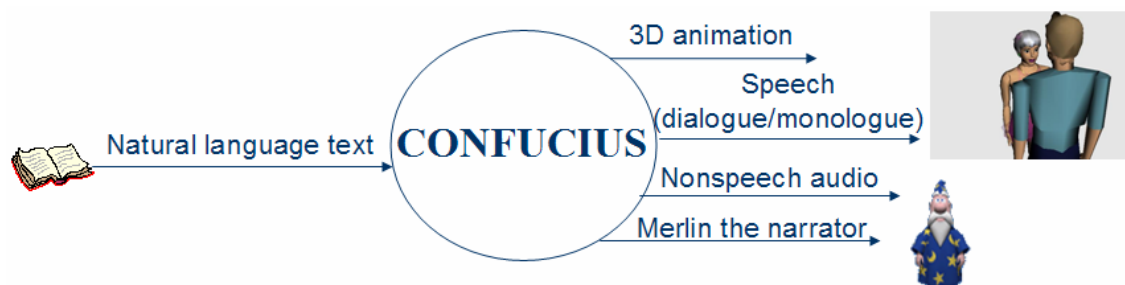 3D animation
Speech
(dialogue/monologue)
Natural language text
CONFUCIUS
Nonspeech audio
Merlin the narrator